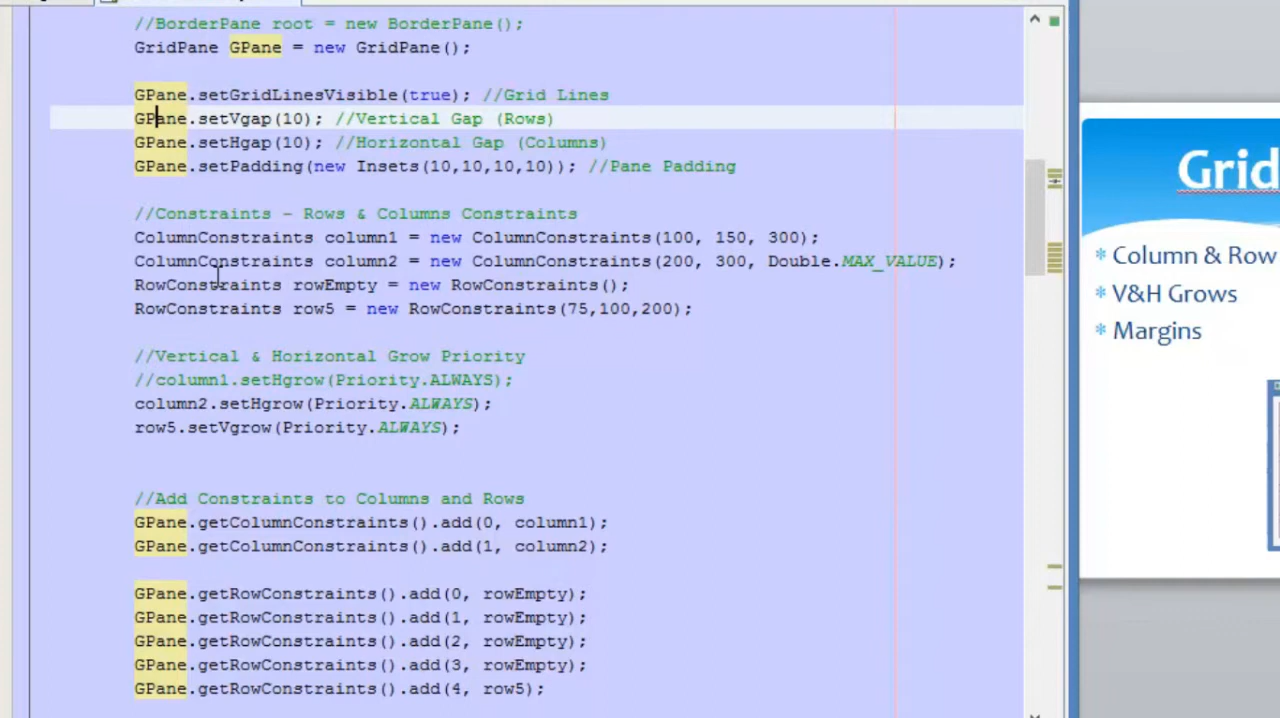 //BorderPane root = new BorderPane();
GridPane GPane = new GridPane();
GPane.setGridLinesVisible(true); //Grid Lines
GPane.setVgap(10); //Vertical Gap (Rows)
GPane.setHgap(10); //Horizontal Gap (Columns)
GPane.setPadding(new Insets(10,10,10,10)); //Pane Padding
//Constraints - Rows & Columns Constraints
ColumnConstraints column1 = new ColumnConstraints(100, 150, 300);
ColumnConstraints column2 = new ColumnConstraints(200, 300, Double.MAX_VALUE);
RowConstraints rowEmpty = new RowConstraints();
RowConstraints row5 = new RowConstraints(75,100,200);
//Vertical & Horizontal Grow Priority
//column1.setHgrow(Priority.ALWAYS);
column2.setHgrow(Priority.ALWAYS);
row5.setVgrow(Priority.ALWAYS);
//Add Constraints to Columns and Rows
GPane.getColumnConstraints().add(0, column1);
GPane.getColumnConstraints().add(1, column2);
GPane.getRowConstraints().add(0, rowEmpty);
GPane.getRowConstraints().add(1, rowEmpty);
GPane.getRowConstraints().add(2, rowEmpty);
GPane.getRowConstraints().add(3, rowEmpty);
GPane.getRowConstraints().add(4, row5);
Grid
* Column & Row
* V&H Grows
* Margins